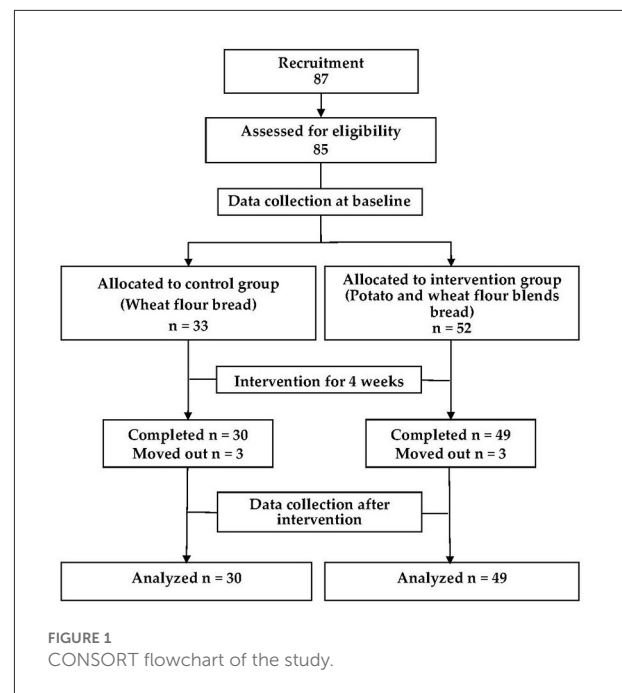 Recruitment
87
Assessed for eligibility
85
Data collection at baseline
Allocated to control group
(Wheat flour bread)
n = 33
Allocated to intervention group
(Potato and wheat flour blends
bread)
n = 52
Intervention for 4 weeks
Completed n = 30
Moved out n = 3
Completed n = 49
Moved out n = 3
Data collection after
intervention
Analyzed n = 30
Analyzed n = 49
FIGURE 1
CONSORT flowchart of the study.